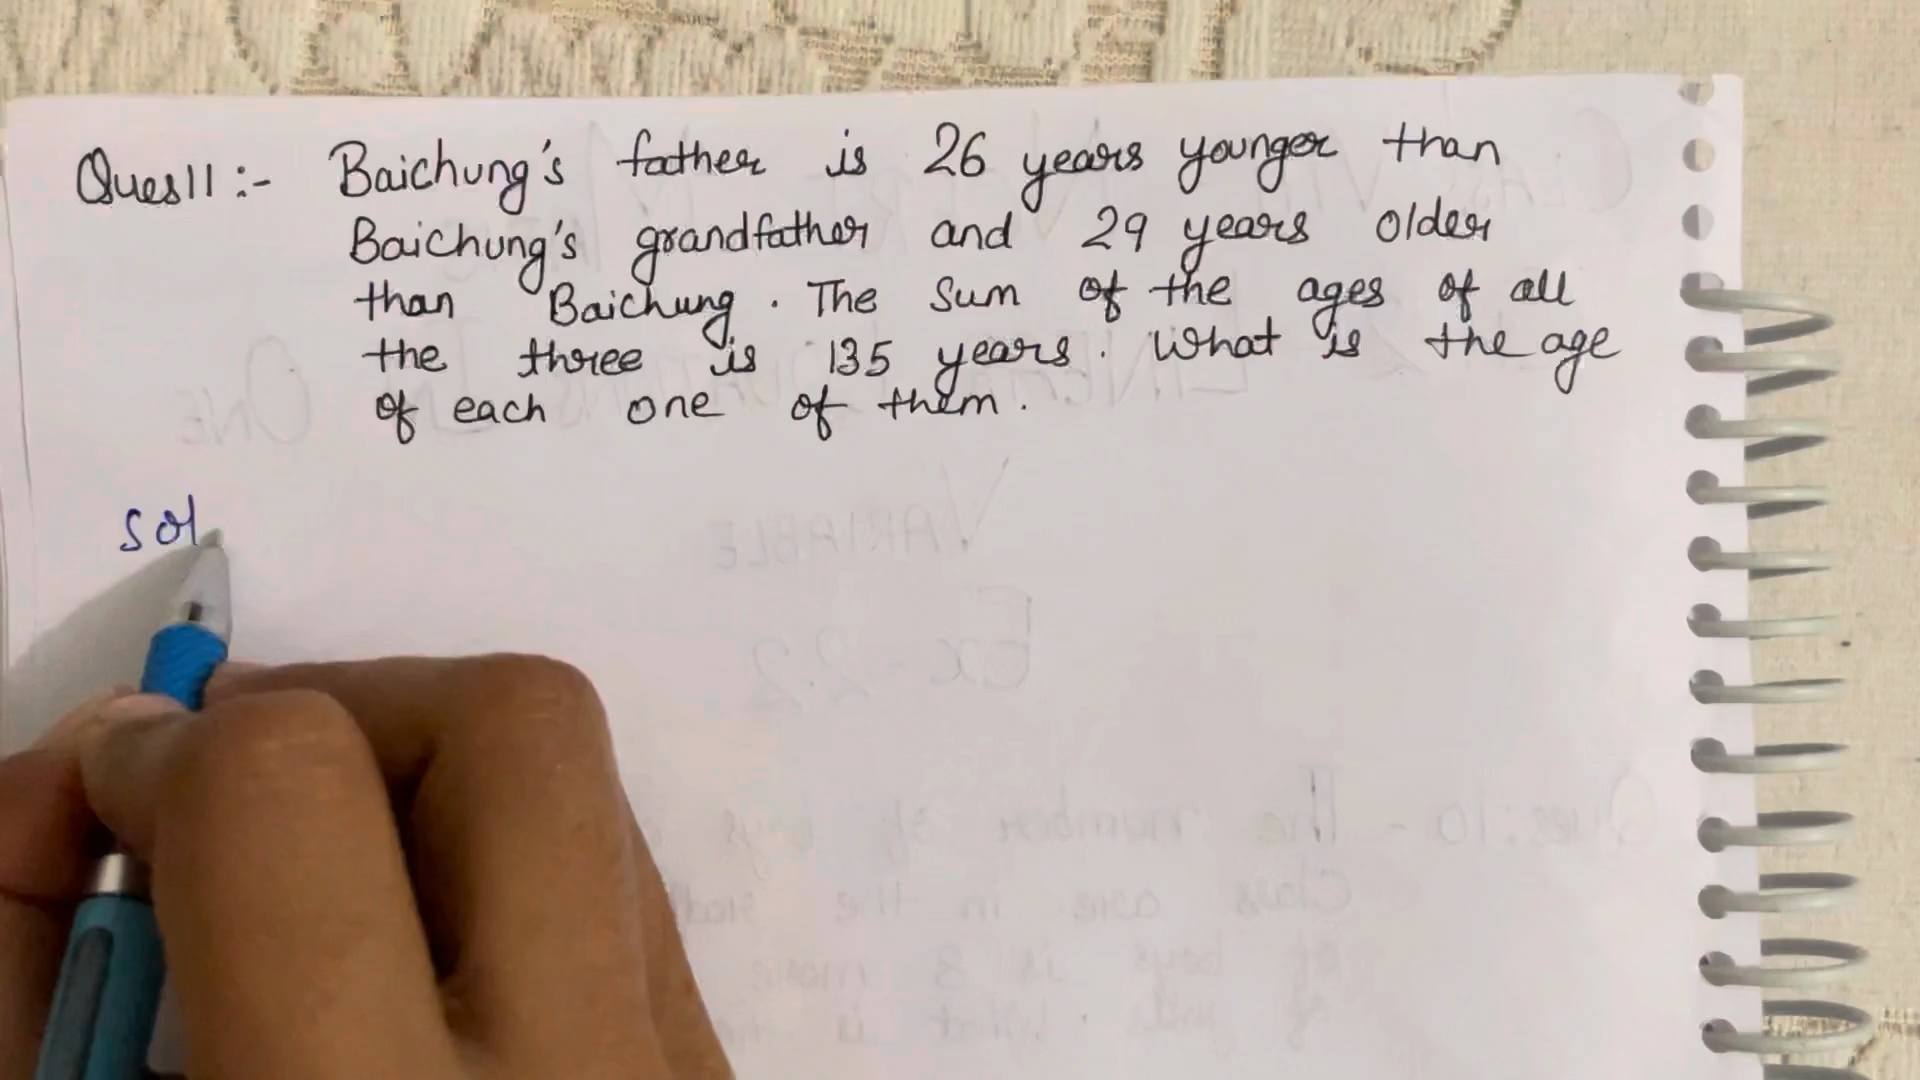 Ques11 :- Baichung's father is 26 years younger than
Baichung's grandfather and 29 years older
than Baichung. The Sum of the ages of all
the three is 135 years. What is the age
of each one of them.
sol